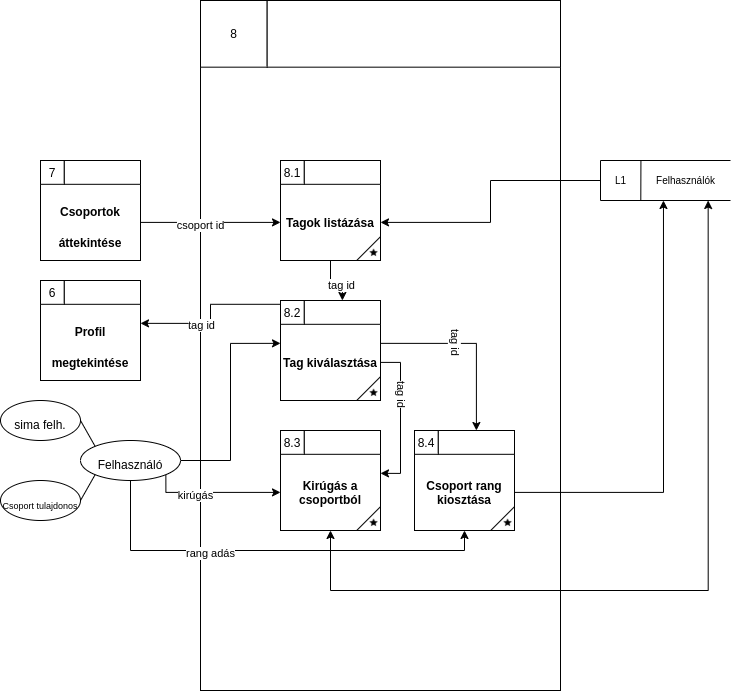 8
7
Csoportok
áttekintése
csoport id
8.1
Tagok listázása
L1
Felhasználók
tag id
6
Profil
megtekintése
tag id
8.2
Tag kiválasztása
tag id
tag id
sima felh.
Felhasználó
Csoport tulajdonos
kirúgás
rang adás
8.3
Kirúgás a
csoportból
8.4
Csoport rang
kiosztása